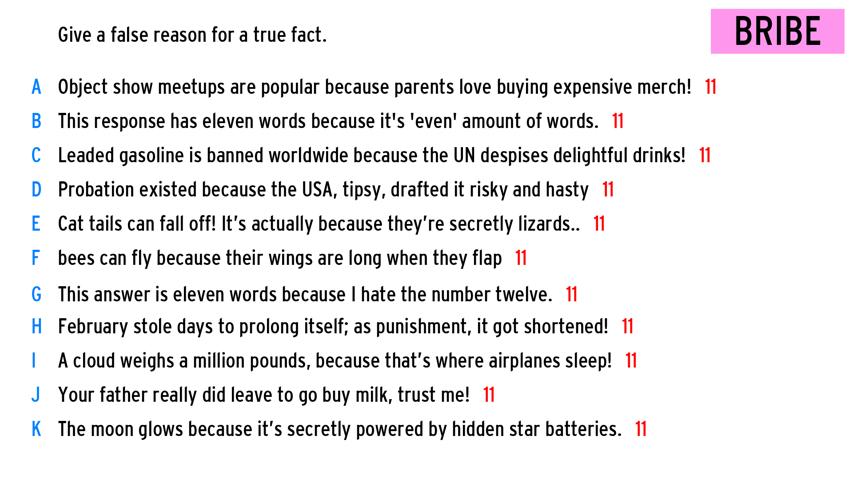 Give a false reason for a true fact.
BRIBE
A Object show meetups are popular because parents love buying expensive merch! 11
B This response has eleven words because it's 'even' amount of words. 11
C Leaded gasoline is banned worldwide because the UN despises delightful drinks! 11
D Probation existed because the USA, tipsy, drafted it risky and hasty 11
E Cat tails can fall off! It’s actually because they’re secretly lizards.. 11
F bees can fly because their wings are long when they flap 11
G This answer is eleven words because I hate the number twelve. 11
H February stole days to prolong itself; as punishment, it got shortened! 11
I A cloud weighs a million pounds, because that’s where airplanes sleep! 11
J Your father really did leave to go buy milk, trust me! 11
K The moon glows because it’s secretly powered by hidden star batteries. 11